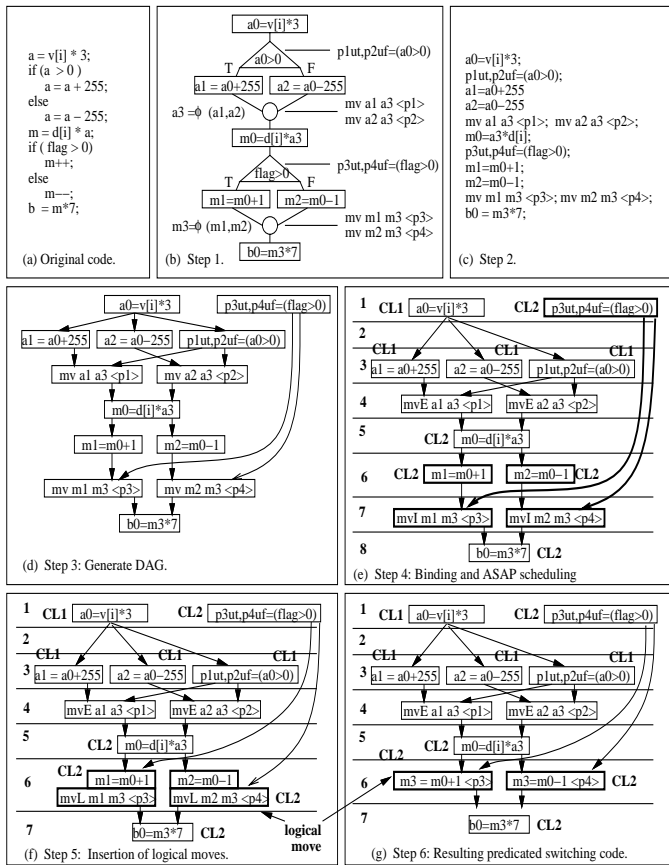 a = v[i] * 3;
if (a > 0 )
a = a + 255;
else
a = a − 255;
m = d[i] * a;
if ( flag > 0)
m++;
else
m−−;
b = m*7;
(a) Original code.
a0=v[i]*3
a0>0
T
F
p1ut,p2uf=(a0>0)
a1 = a0+255
a2 = a0−255
a3=ϕ (a1,a2)
mv a1 a3 <p1>
mv a2 a3 <p2>
m0=d[i]*a3
flag>0
T
F
p3ut,p4uf=(flag>0)
m1=m0+1
m2=m0−1
m3=ϕ (m1,m2)
mv m1 m3 <p3>
mv m2 m3 <p4>
b0=m3*7
(b) Step 1.
a0=v[i]*3;
p1ut,p2uf=(a0>0);
a1=a0+255
a2=a0−255
mv a1 a3 <p1>; mv a2 a3 <p2>;
m0=a3*d[i];
p3ut,p4uf=(flag>0);
m1=m0+1;
m2=m0−1;
mv m1 m3 <p3>; mv m2 m3 <p4>;
b0 = m3*7;
(c) Step 2.
a0=v[i]*3
p3ut,p4uf=(flag>0)
a1 = a0+255
a2 = a0−255
p1ut,p2uf=(a0>0)
mv a1 a3 <p1>
mv a2 a3 <p2>
m0=d[i]*a3
m1=m0+1
m2=m0−1
mv m1 m3 <p3>
mv m2 m3 <p4>
b0=m3*7
(d) Step 3: Generate DAG.
1
CL1
a0=v[i]*3
CL2
p3ut,p4uf=(flag>0)
2
CL1
CL1
CL1
3
a1 = a0+255
a2 = a0−255
p1ut,p2uf=(a0>0)
4
mvE a1 a3 <p1>
mvE a2 a3 <p2>
5
CL2
m0=d[i]*a3
6
CL2
m1=m0+1
m2=m0−1
CL2
7
mvI m1 m3 <p3>
mvI m2 m3 <p4>
8
b0=m3*7
CL2
(e) Step 4: Binding and ASAP scheduling
1
CL1
a0=v[i]*3
CL2
p3ut,p4uf=(flag>0)
2
CL1
CL1
CL1
3
a1 = a0+255
a2 = a0−255
p1ut,p2uf=(a0>0)
4
mvE a1 a3 <p1>
mvE a2 a3 <p2>
5
CL2
m0=d[i]*a3
6
CL2
m1=m0+1
m2=m0−1
mvL m1 m3 <p3>
mvL m2 m3 <p4>
CL2
7
b0=m3*7
CL2
logical
move
(f) Step 5: Insertion of logical moves.
1
CL1
a0=v[i]*3
CL2
p3ut,p4uf=(flag>0)
2
CL1
CL1
CL1
3
a1 = a0+255
a2 = a0−255
p1ut,p2uf=(a0>0)
4
mvE a1 a3 <p1>
mvE a2 a3 <p2>
5
CL2
m0=d[i]*a3
CL2
6
m3 = m0+1 <p3>
m3=m0−1 <p4>
CL2
7
b0=m3*7
CL2
(g) Step 6: Resulting predicated switching code.